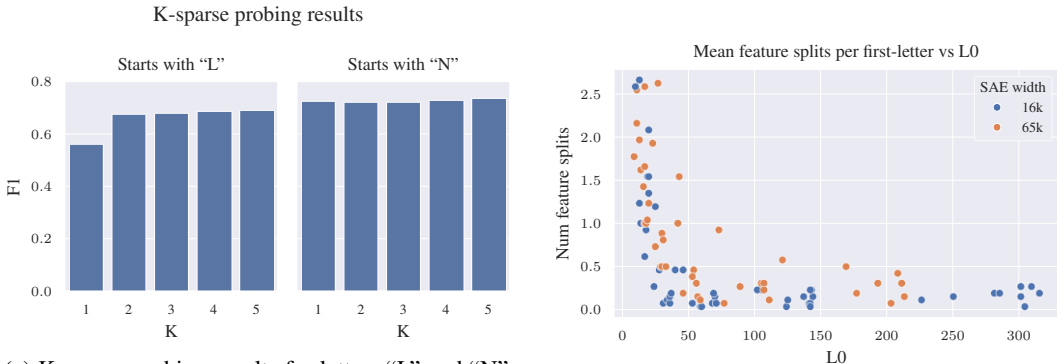 K-sparse probing results
Starts with “L”
Starts with “N”
0.8
0.6
0.4
0.2
0.0
F1
1 2 3 4 5
1 2 3 4 5
K
K
Mean feature splits per first-letter vs L0
SAE width
16k
65k
2.5
2.0
1.5
1.0
0.5
0.0
Num feature splits
0 50 100 150 200 250 300
L0